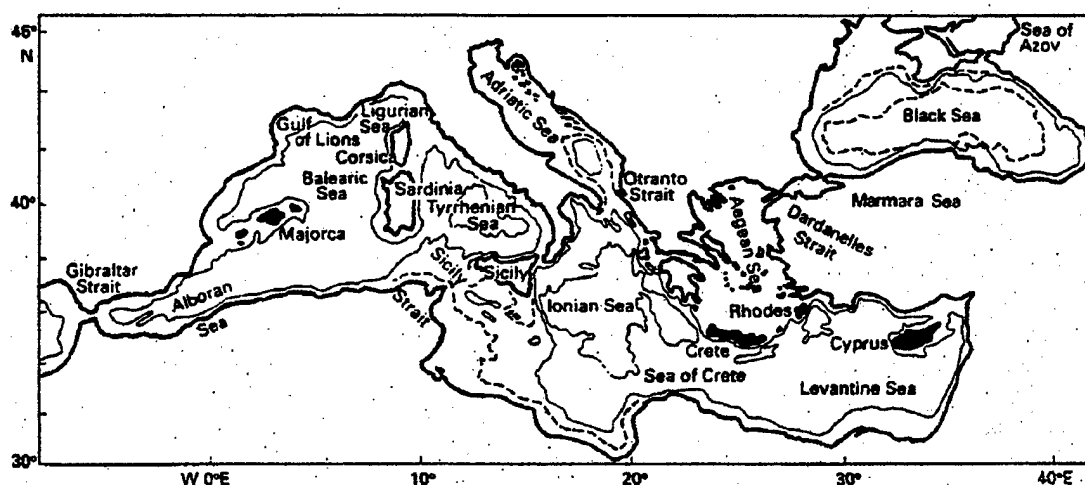 45°
N
Sea of
Azov
Adriatic Sea
Black Sea
Ligurian
Sea
Gulf
of Lions
Corsica
Balearic
Sea
Sardinia
Otranto
Strait
40°
Tyrrhenian
Sea
Marmara Sea
Majorca
Aegean Sea
Dardanelles
Strait
Gibraltar
Strait
Sicily
Strait
Sicily
Alboran
Sea
Ionian Sea
Rhodes
Crete
Cyprus
Sea of Crete
Levantine Sea
30°
W 0°E
10°
20°
30°
40°E